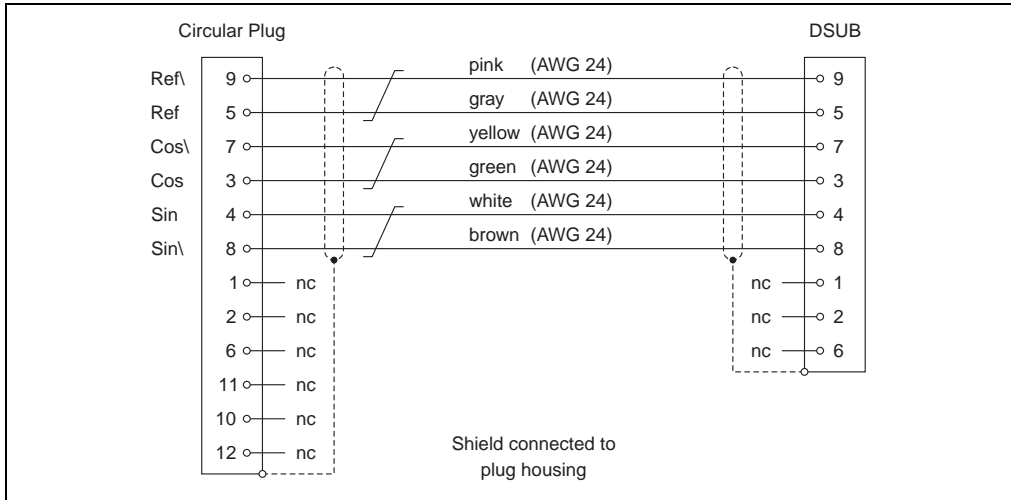 Circular Plug DSUB
Ref\ 9 pink (AWG 24) 9
Ref 5 gray (AWG 24) 5
Cos\ 7 yellow (AWG 24) 7
Cos 3 green (AWG 24) 3
Sin 4 white (AWG 24) 4
Sin\ 8 brown (AWG 24) 8
1 nc nc 1
2 nc nc 2
6 nc nc 6
11 nc
10 nc
12 nc
Shield connected to
plug housing